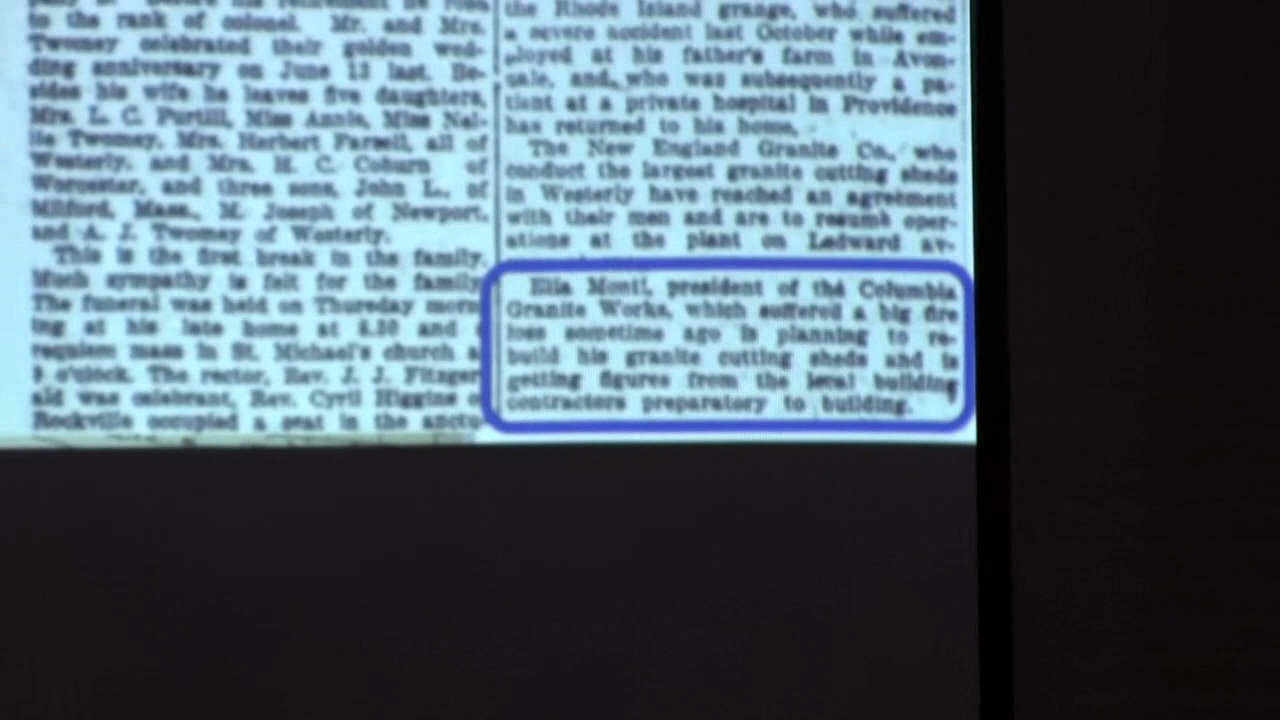 to the rank of colonel. Mr. and Mrs.
Twomey celebrated their golden wed-
ding anniversary on June 12 last. Be-
sides his wife he leaves five daughters,
Mrs. L. C. Purtill, Miss Annie, Miss Nel-
lie Twomey, Mrs. Herbert Farnell, all of
Westerly, and Mrs. H. C. Coburn of
Worcester, and three sons, John L. of
Milford, Mass., M. Joseph of Newport,
and A. J. Twomey of Westerly.
This is the first break in the family.
Much sympathy is felt for the family
The funeral was held on Thursday morn
ing at his late home at 8.30 and
requiem mass in St. Michael's church a
9 o'clock. The rector, Rev. J. J. Fitzger
ald was celebrant, Rev. Cyril Higgins o
Rockville occupied a seat in the sanctu-
the Rhode Island grange, who suffered
a severe accident last October while em-
ployed at his father's farm in Avon-
dale, and, who was subsequently a pa-
tient at a private hospital in Providence
has returned to his home.
The New England Granite Co., who
conduct the largest granite cutting sheds
in Westerly have reached an agreement
with their men and are to resume oper-
ations at the plant on Ledward av-
Elia Monti, president of the Columbia
Granite Works, which suffered a big fire
loss sometime ago is planning to re-
build his granite cutting sheds and is
getting figures from the local building
contractors preparatory to building.